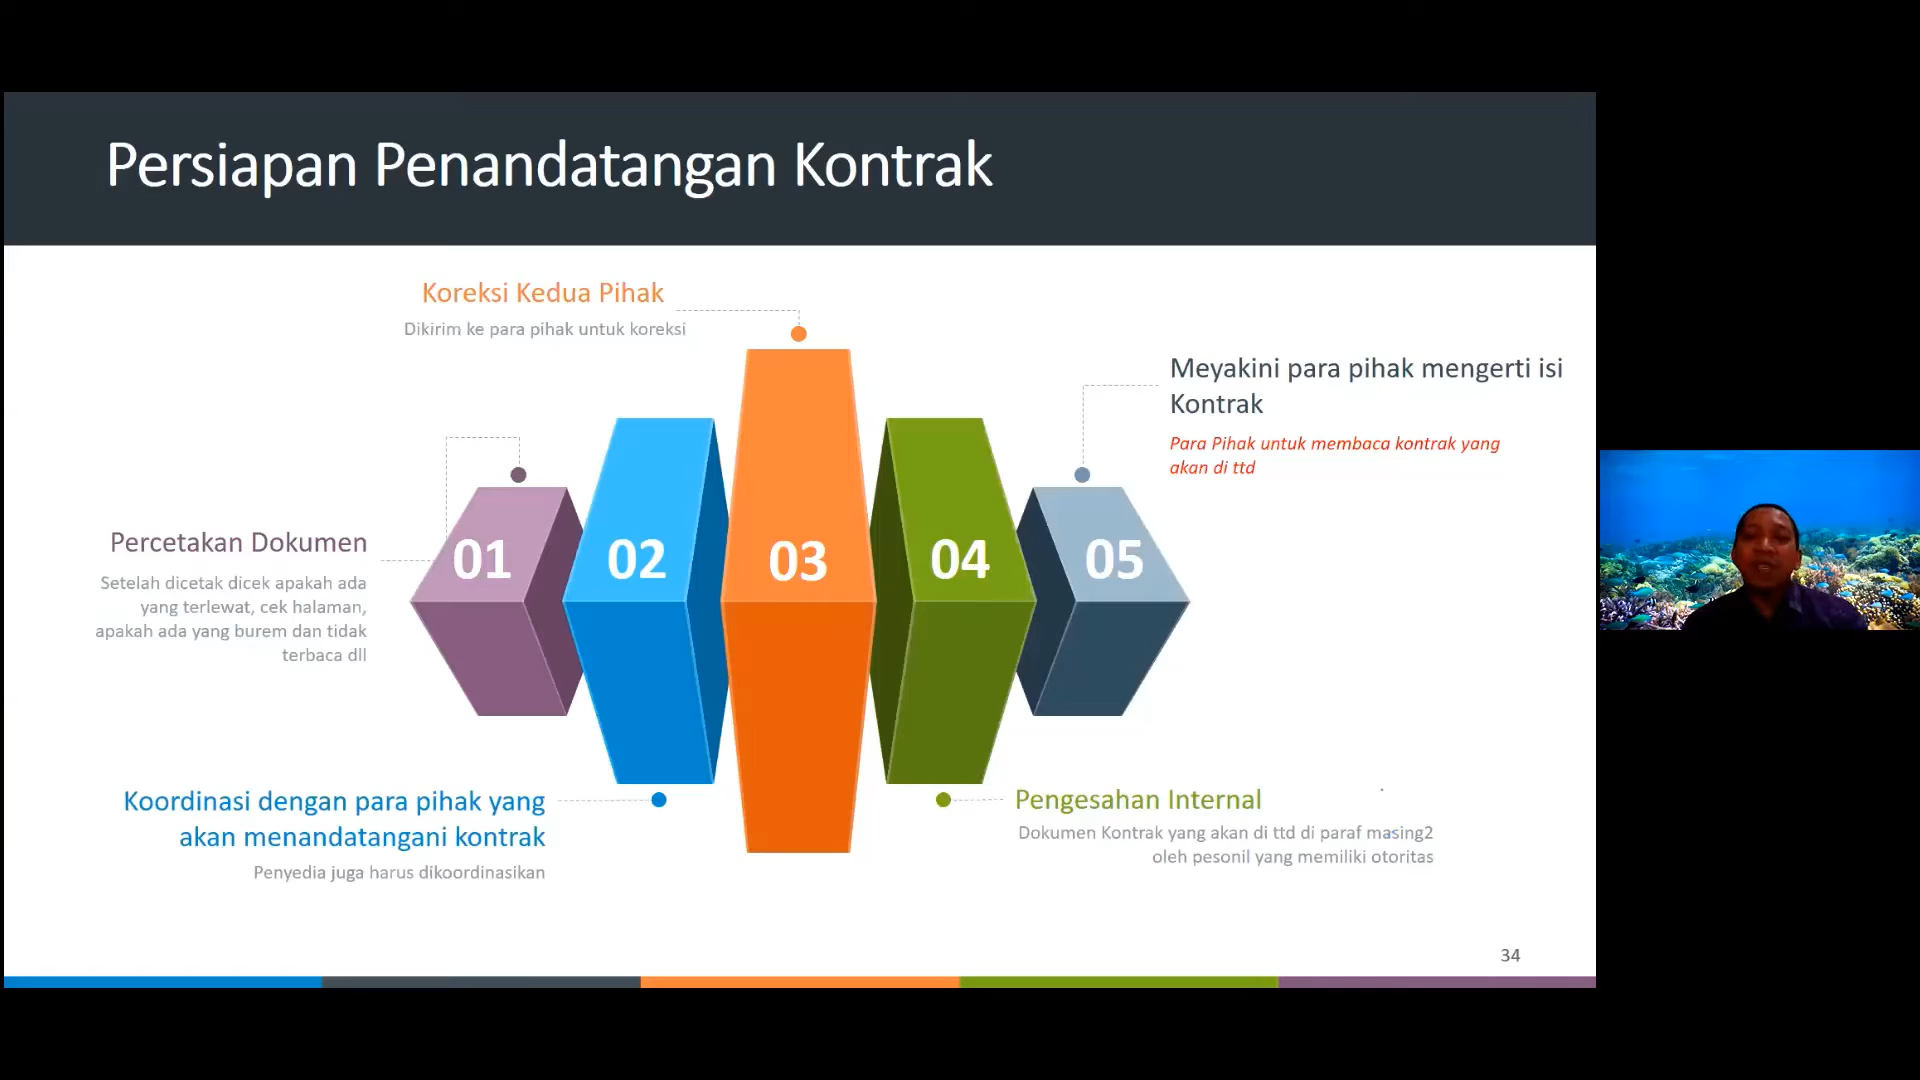 Persiapan Penandatangan Kontrak
Koreksi Kedua Pihak
Dikirim ke para pihak untuk koreksi
Meyakini para pihak mengerti isi
Kontrak
Para Pihak untuk membaca kontrak yang
akan di ttd
Percetakan Dokumen
Setelah dicetak dicek apakah ada
yang terlewat, cek halaman,
apakah ada yang burem dan tidak
terbaca dll
01
02
03
04
05
Koordinasi dengan para pihak yang
akan menandatangani kontrak
Penyedia juga harus dikoordinasikan
Pengesahan Internal
Dokumen Kontrak yang akan di ttd di paraf masing2
oleh pesonil yang memiliki otoritas
34